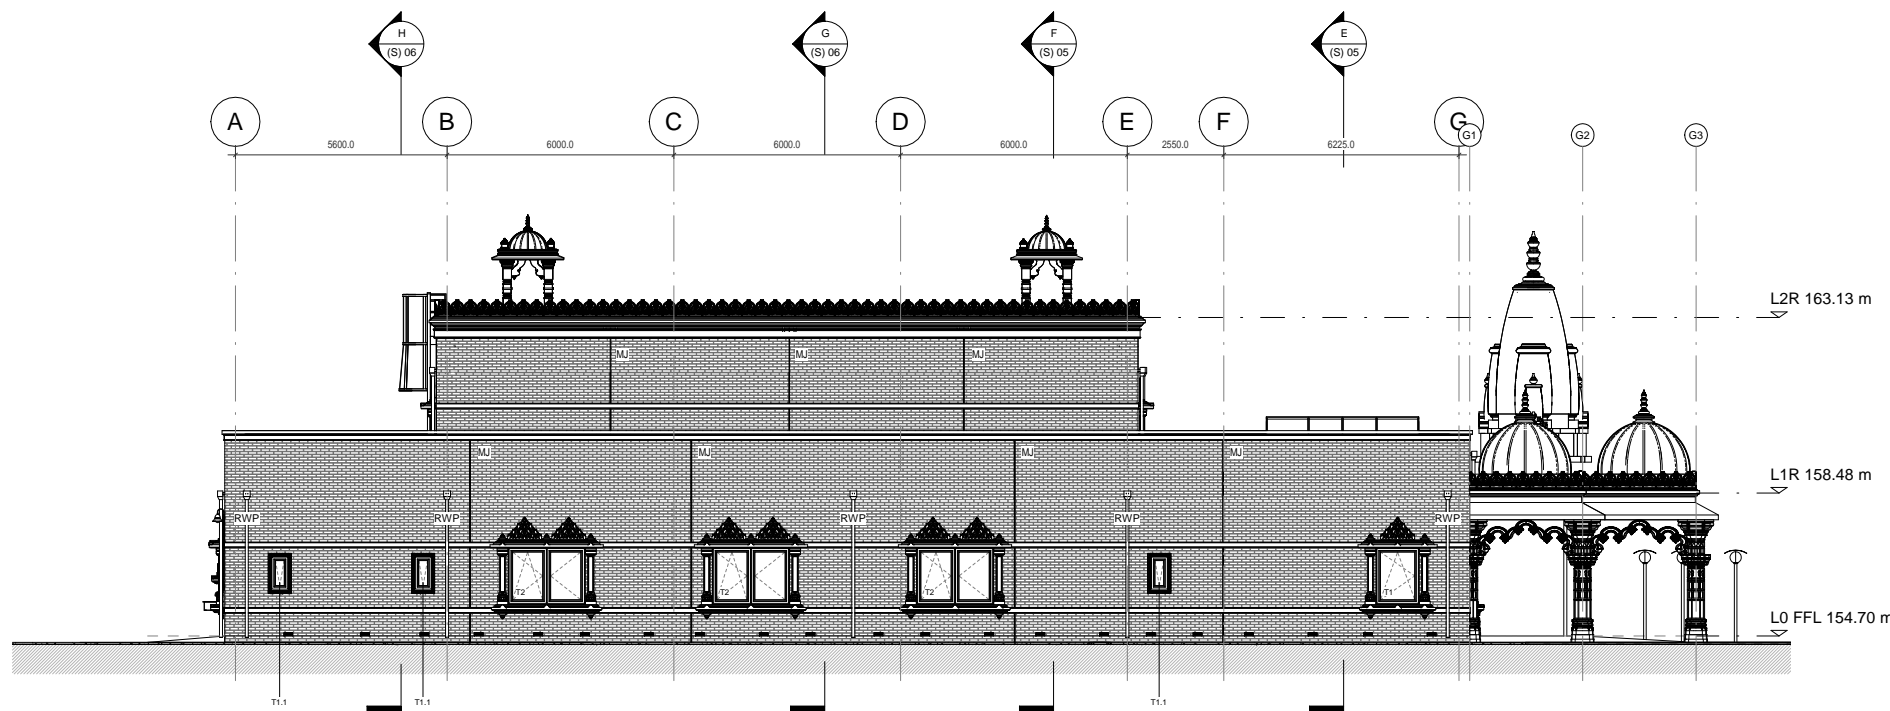 H
(S) 06
G
(S) 06
F
(S) 05
E
(S) 05
A
B
C
D
E
F
G
G1
G2
G3
5600.0
6000.0
6000.0
6000.0
2550.0
6225.0
L2R 163.13 m
MJ
MJ
MJ
MJ
MJ
MJ
MJ
L1R 158.48 m
RWP
RWP
RWP
RWP
RWP
T2
T2
T2
T1
L0 FFL 154.70 m
T1.1
T1.1
T1.1